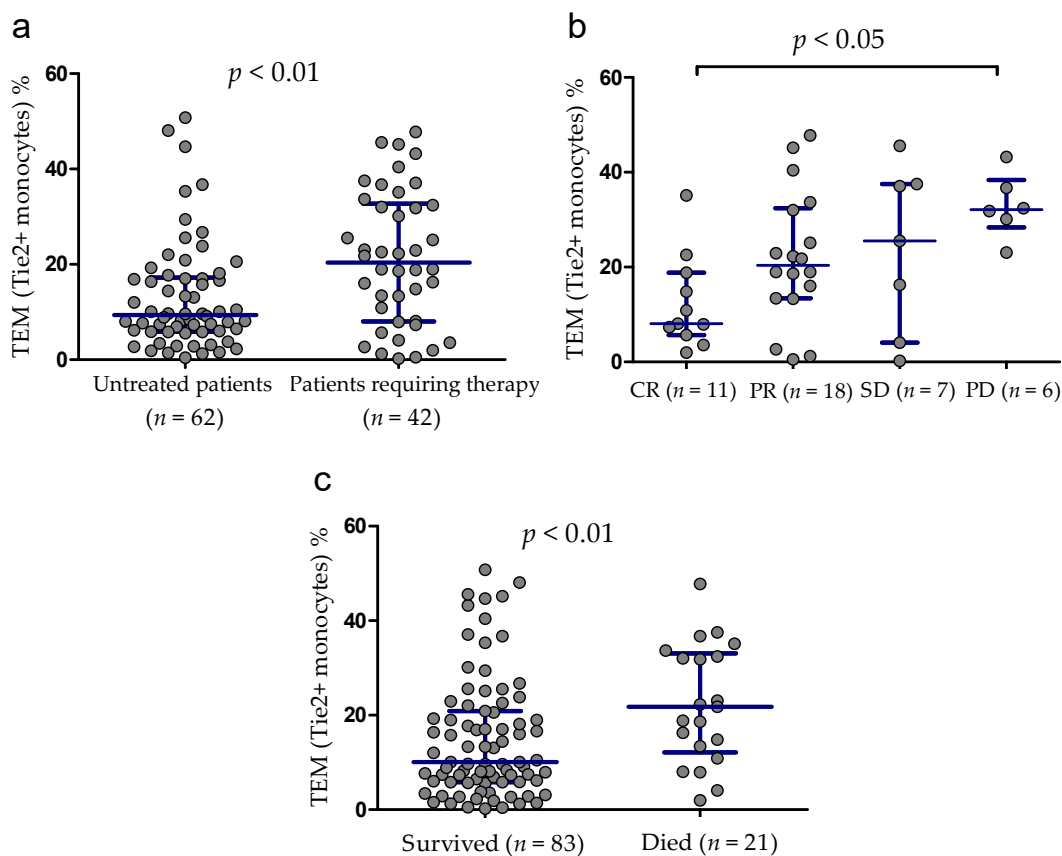 a
p < 0.01
TEM (Tie2+ monocytes) %
60
40
20
0
Untreated patients
(n = 62)
Patients requiring therapy
(n = 42)
b
p < 0.05
TEM (Tie2+ monocytes) %
60
40
20
0
CR (n = 11)
PR (n = 18)
SD (n = 7)
PD (n = 6)
c
p < 0.01
TEM (Tie2+ monocytes) %
60
40
20
0
Survived (n = 83)
Died (n = 21)